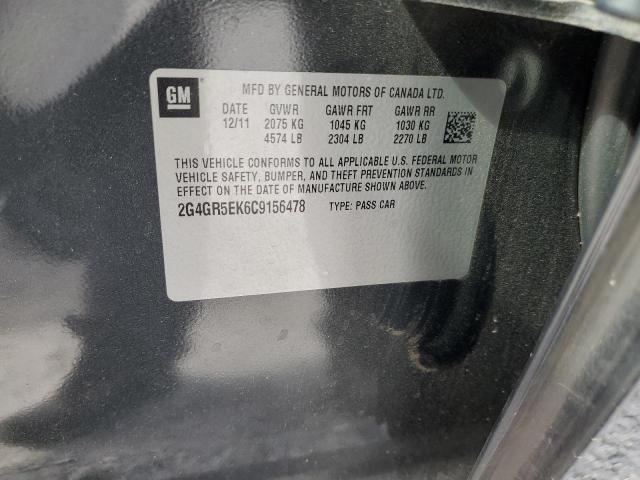 GM
MFD BY GENERAL MOTORS OF CANADA LTD.
DATE GVWR GAWR FRT GAWR RR
12/11 2075 KG 1045 KG 1030 KG
4574 LB 2304 LB 2270 LB
THIS VEHICLE CONFORMS TO ALL APPLICABLE U.S. FEDERAL MOTOR
VEHICLE SAFETY, BUMPER, AND THEFT PREVENTION STANDARDS IN
EFFECT ON THE DATE OF MANUFACTURE SHOWN ABOVE.
2G4GR5EK6C9156478 TYPE: PASS CAR